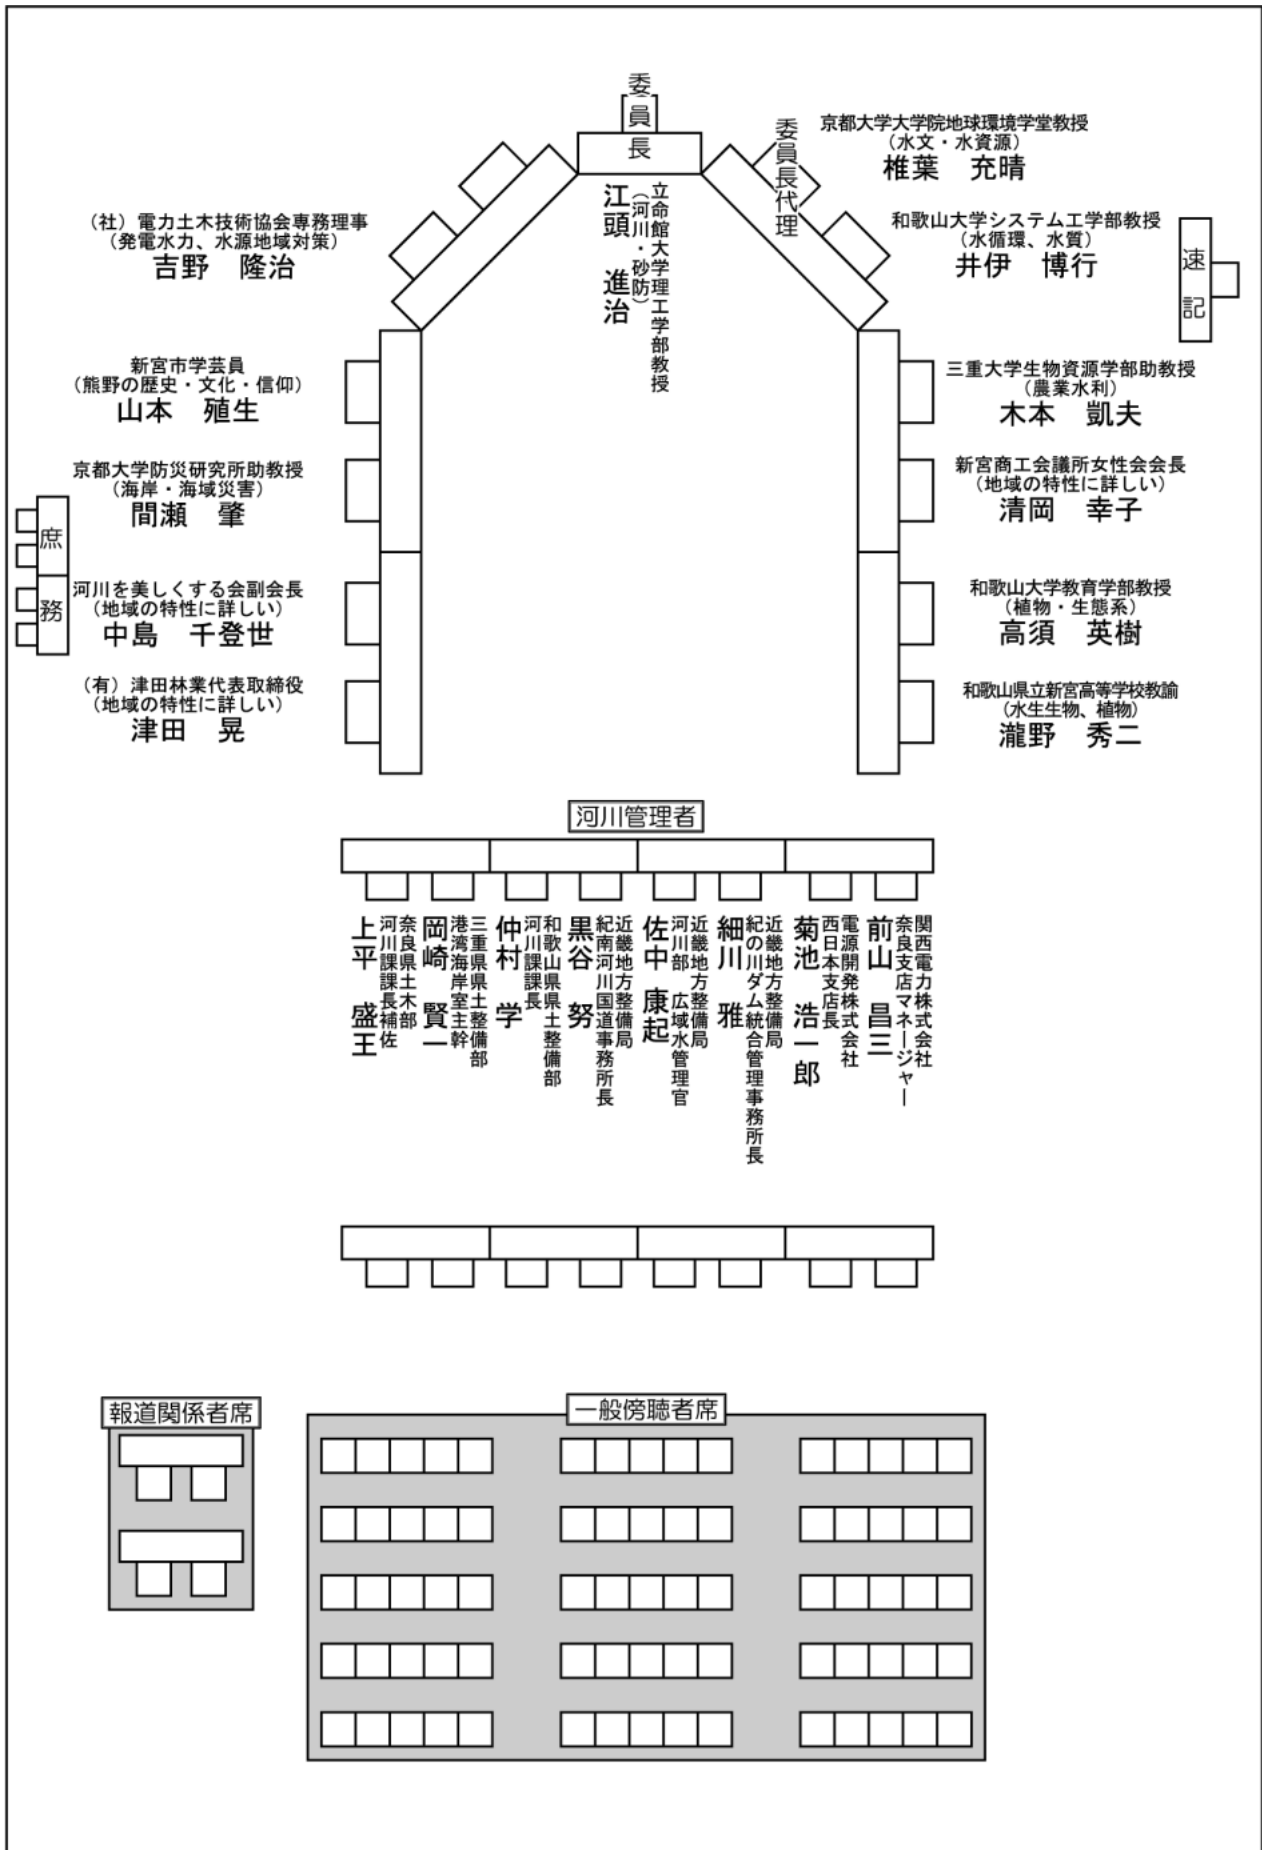 委員長
立命館大学理工学部教授
（河川・砂防）
江頭　進治
委員長代理
京都大学大学院地球環境学堂教授
（水文・水資源）
椎葉　充晴
和歌山大学システム工学部教授
（水循環、水質）
井伊　博行
速記
（社）電力土木技術協会専務理事
（発電水力、水源地域対策）
吉野　隆治
新宮市学芸員
（熊野の歴史・文化・信仰）
山本　殖生
京都大学防災研究所助教授
（海岸・海域災害）
間瀬　肇
庶務
河川を美しくする会副会長
（地域の特性に詳しい）
中島　千登世
（有）津田林業代表取締役
（地域の特性に詳しい）
津田　晃
三重大学生物資源学部助教授
（農業水利）
木本　凱夫
新宮商工会議所女性会会長
（地域の特性に詳しい）
清岡　幸子
和歌山大学教育学部教授
（植物・生態系）
高須　英樹
和歌山県立新宮高等学校教諭
（水生生物、植物）
瀧野　秀二
河川管理者
関西電力株式会社
奈良支店マネージャー
前山　昌三
電源開発株式会社
西日本支店長
菊池　浩一郎
近畿地方整備局
紀の川ダム統合管理事務所長
細川　雅
近畿地方整備局
河川部　広域水管理官
佐中　康起
近畿地方整備局
紀南河川国道事務所長
黒谷　努
和歌山県県土整備部
河川課課長
仲村　学
三重県県土整備部
港湾海岸室主幹
岡崎　賢一
奈良県土木部
河川課課長補佐
上平　盛王
報道関係者席
一般傍聴者席